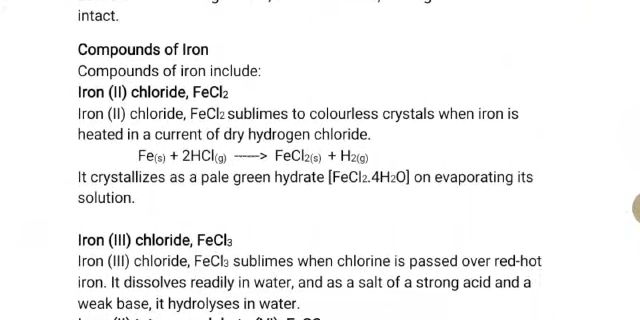 intact.
Compounds of Iron
Compounds of iron include:
Iron (II) chloride, FeCl₂
Iron (II) chloride, FeCl₂ sublimes to colourless crystals when iron is
heated in a current of dry hydrogen chloride.
Fe(s) + 2HCl(g) ------> FeCl₂(s) + H₂(g)
It crystallizes as a pale green hydrate [FeCl₂.4H₂O] on evaporating its
solution.
Iron (III) chloride, FeCl₃
Iron (III) chloride, FeCl₃ sublimes when chlorine is passed over red-hot
iron. It dissolves readily in water, and as a salt of a strong acid and a
weak base, it hydrolyses in water.